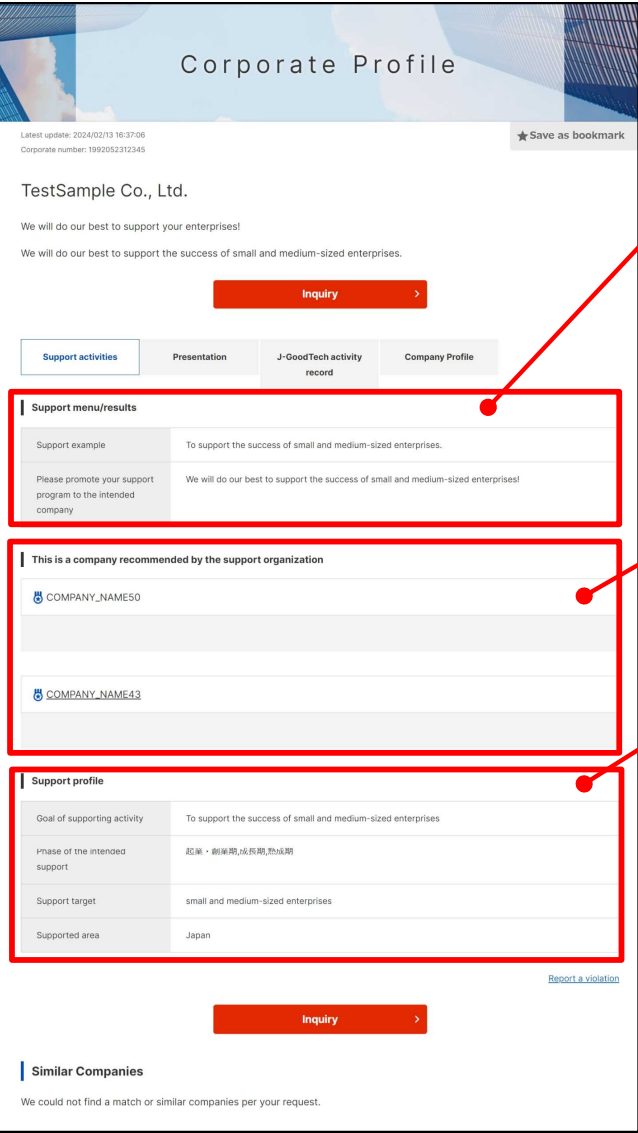 Corporate Profile
Latest update: 2024/02/13 16:37:06
Corporate number: 1992052312345
★Save as bookmark
TestSample Co., Ltd.
We will do our best to support your enterprises!
We will do our best to support the success of small and medium-sized enterprises.
Inquiry >
Support activities
Presentation
J-GoodTech activity
record
Company Profile
Support menu/results
Support example
To support the success of small and medium-sized enterprises.
Please promote your support
program to the intended
company
We will do our best to support the success of small and medium-sized enterprises!
This is a company recommended by the support organization
COMPANY_NAME50
COMPANY_NAME43
Support profile
Goal of supporting activity
To support the success of small and medium-sized enterprises
Phase of the intended
support
起業・創業期,成長期,熟成期
Support target
small and medium-sized enterprises
Supported area
Japan
Report a violation
Inquiry >
Similar Companies
We could not find a match or similar companies per your request.